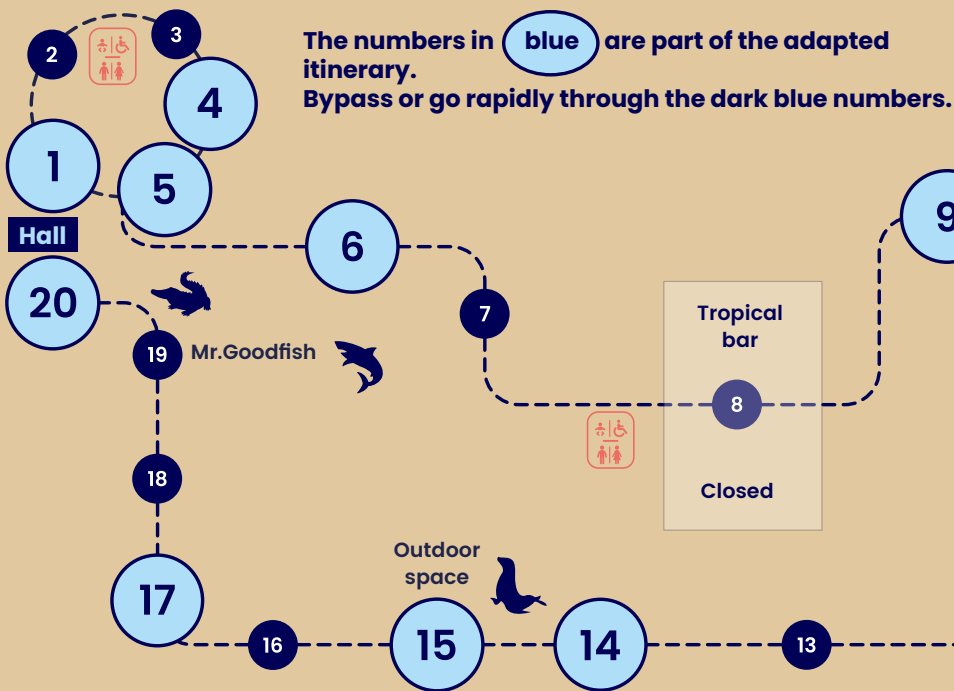 The numbers in blue are part of the adapted
itinerary.
Bypass or go rapidly through the dark blue numbers.
2
3
4
1
5
Hall
6
9
20
7
Tropical
bar
19
Mr.Goodfish
8
18
Closed
Outdoor
space
17
16
15
14
13